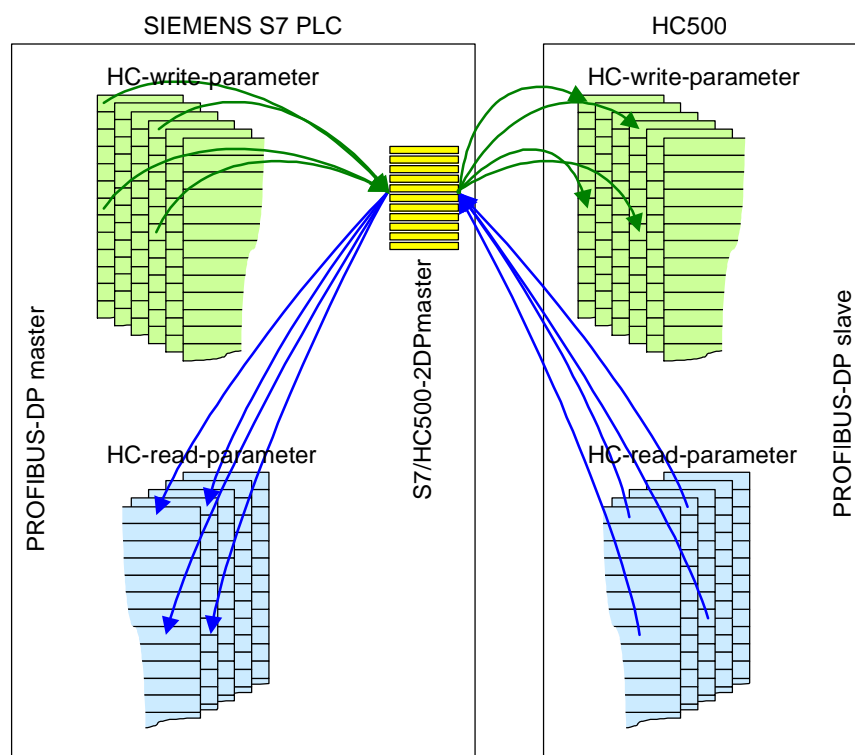 SIEMENS S7 PLC
HC500
HC-write-parameter
HC-write-parameter
PROFIBUS-DP master
S7/HC500-2DPmaster
PROFIBUS-DP slave
HC-read-parameter
HC-read-parameter